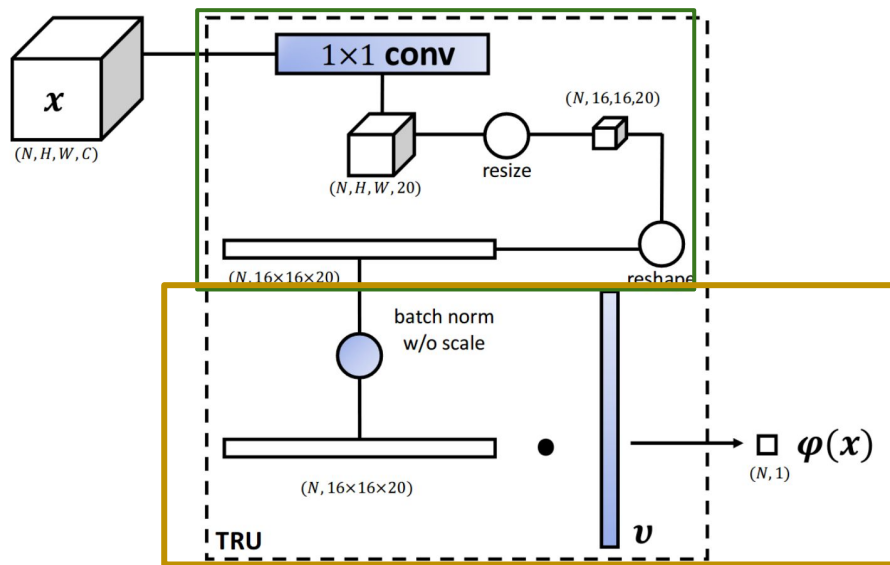 1×1 conv
x
(N, H, W, C)
(N, 16,16,20)
resize
(N, H, W, 20)
(N, 16×16×20)
reshape
batch norm
w/o scale
φ(x)
(N, 1)
(N, 16×16×20)
TRU
υ